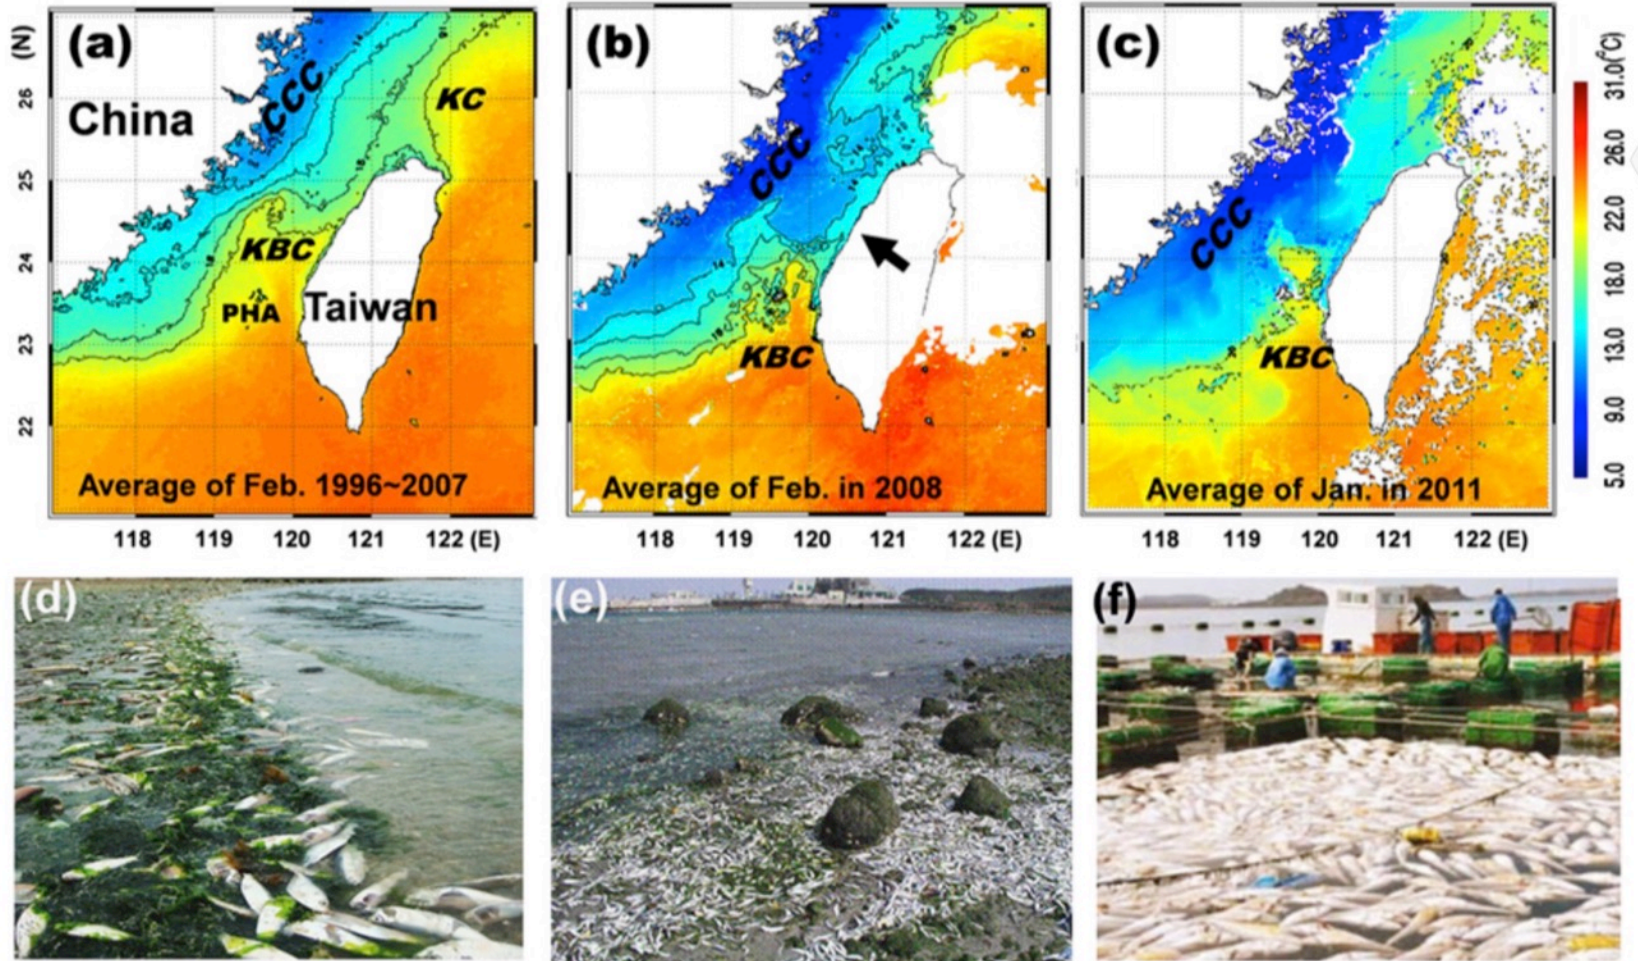 (a)
(b)
(c)
(N)
26
25
24
23
22
China
CCC
KC
KBC
PHA
Taiwan
Average of Feb. 1996~2007
118 119 120 121 122 (E)
CCC
KBC
Average of Feb. in 2008
118 119 120 121 122 (E)
CCC
KBC
Average of Jan. in 2011
118 119 120 121 122 (E)
31.0(°C)
26.0
22.0
18.0
13.0
9.0
5.0
(d)
(e)
(f)